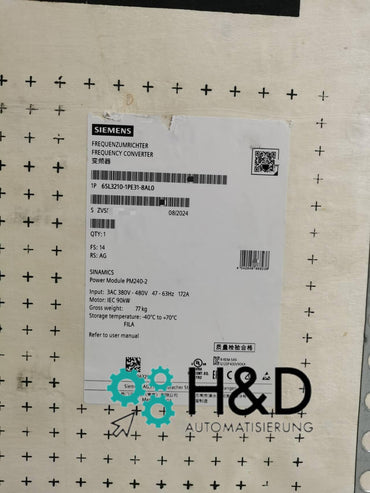 SIEMENS
FREQUENZUMRICHTER
FREQUENCY CONVERTER
变频器
1P 6SL3210-1PE31-8AL0
S ZVS
08/2024
QTY: 1
FS: 14
RS: AG
SINAMICS
Power Module PM240-2
Input: 3AC 380V - 480V 47 - 63Hz 172A
Motor: IEC 90kW
Gross weight: 77kg
Storage temperature: -40°C to +70°C
FILA
Refer to user manual
质量检验合格
H&D
AUTOMATISIERUNG